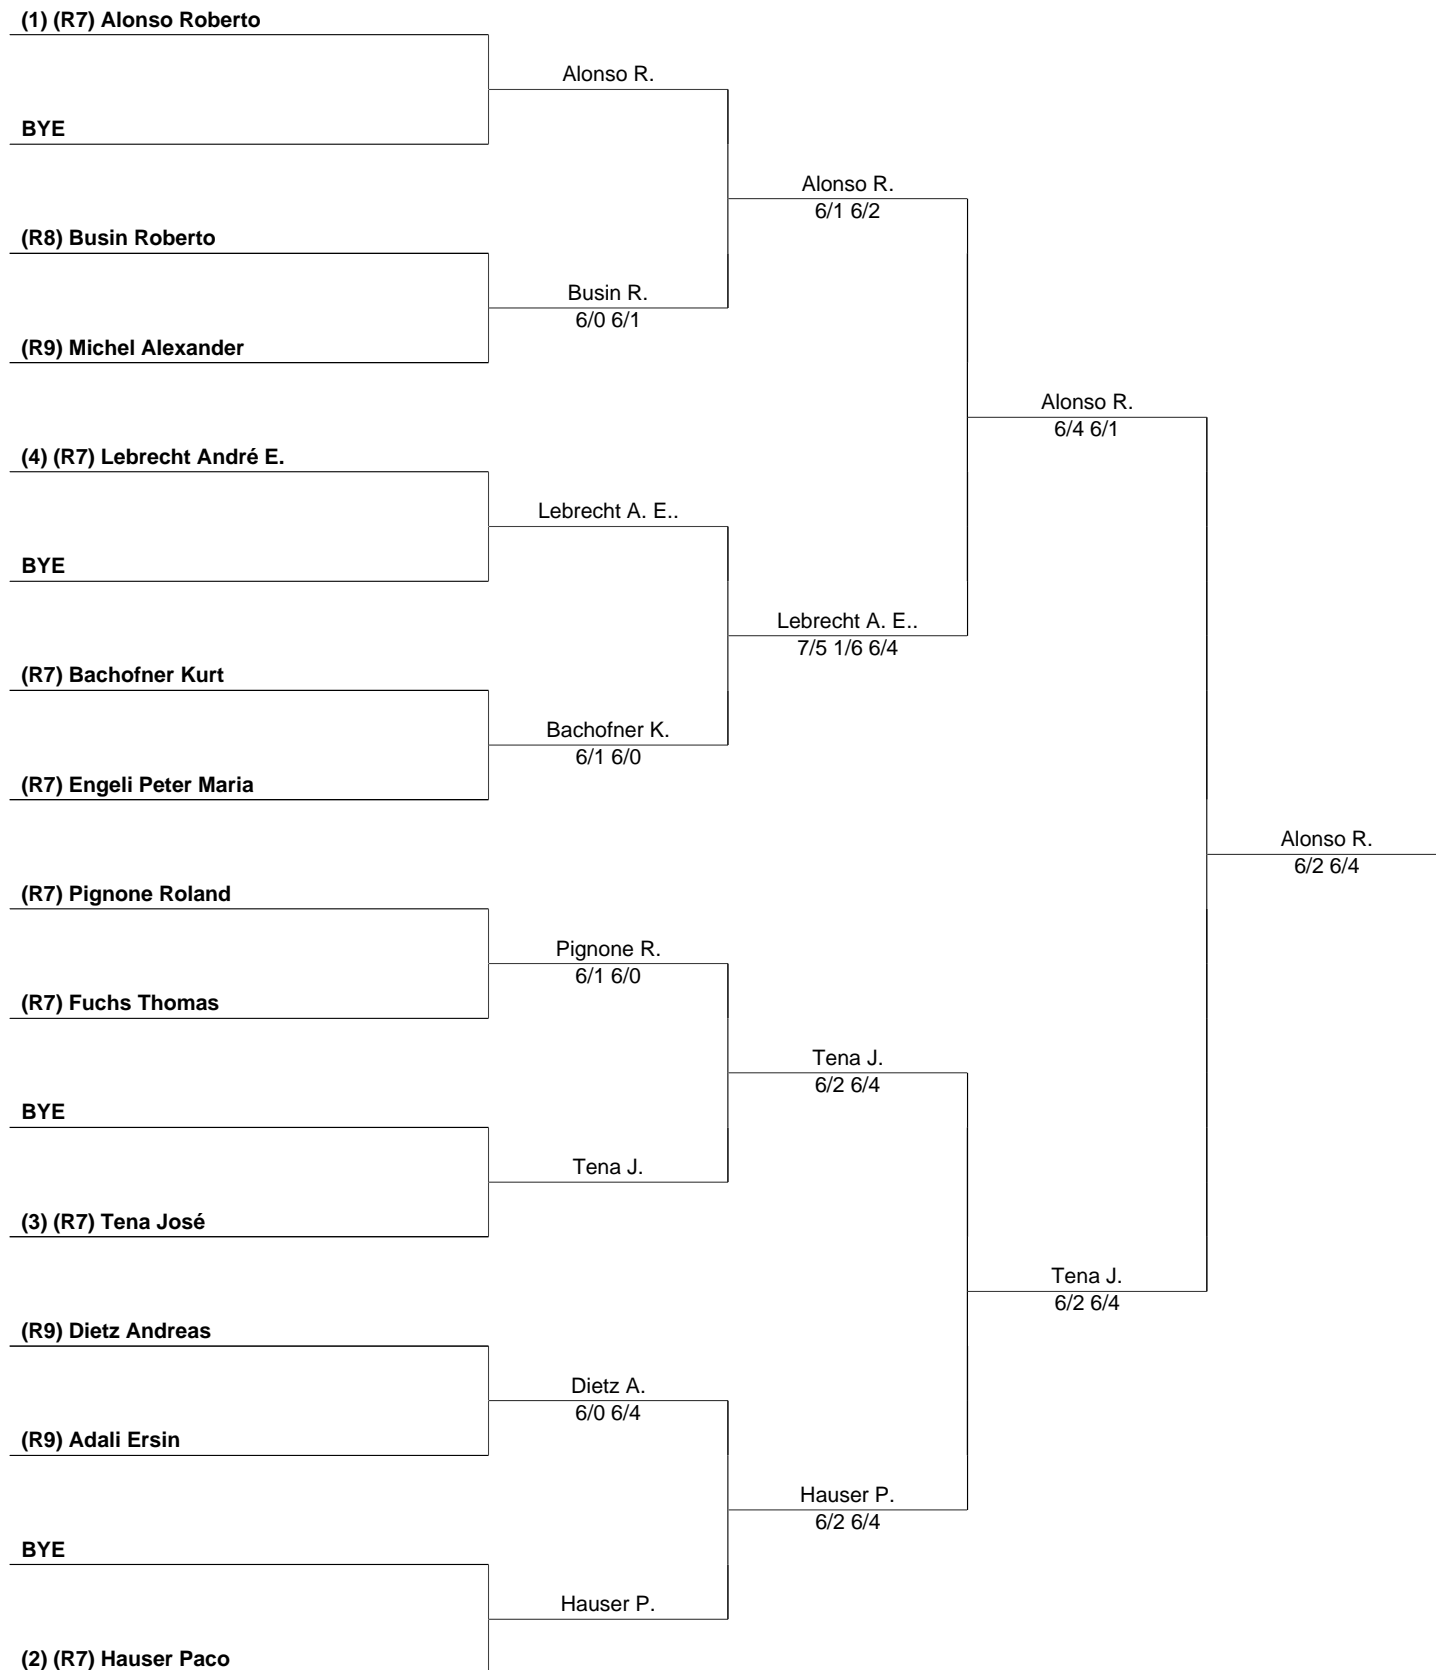 (1) (R7) Alonso Roberto
Alonso R.
BYE
Alonso R.
6/1 6/2
(R8) Busin Roberto
Busin R.
6/0 6/1
(R9) Michel Alexander
Alonso R.
6/4 6/1
(4) (R7) Lebrecht André E.
Lebrecht A. E..
BYE
Lebrecht A. E..
7/5 1/6 6/4
(R7) Bachofner Kurt
Bachofner K.
6/1 6/0
(R7) Engeli Peter Maria
Alonso R.
6/2 6/4
(R7) Pignone Roland
Pignone R.
6/1 6/0
(R7) Fuchs Thomas
Tena J.
6/2 6/4
BYE
Tena J.
(3) (R7) Tena José
Tena J.
6/2 6/4
(R9) Dietz Andreas
Dietz A.
6/0 6/4
(R9) Adali Ersin
Hauser P.
6/2 6/4
BYE
Hauser P.
(2) (R7) Hauser Paco